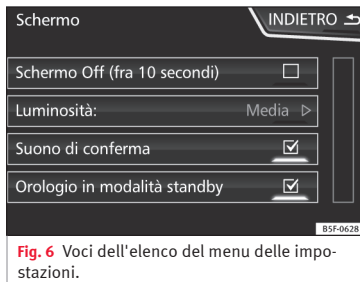 Schermo
INDIETRO
Schermo Off (fra 10 secondi)
Luminosità: Media
Suono di conferma
Orologio in modalità standby
B5F-0628
Fig. 6 Voci dell'elenco del menu delle impo-
stazioni.